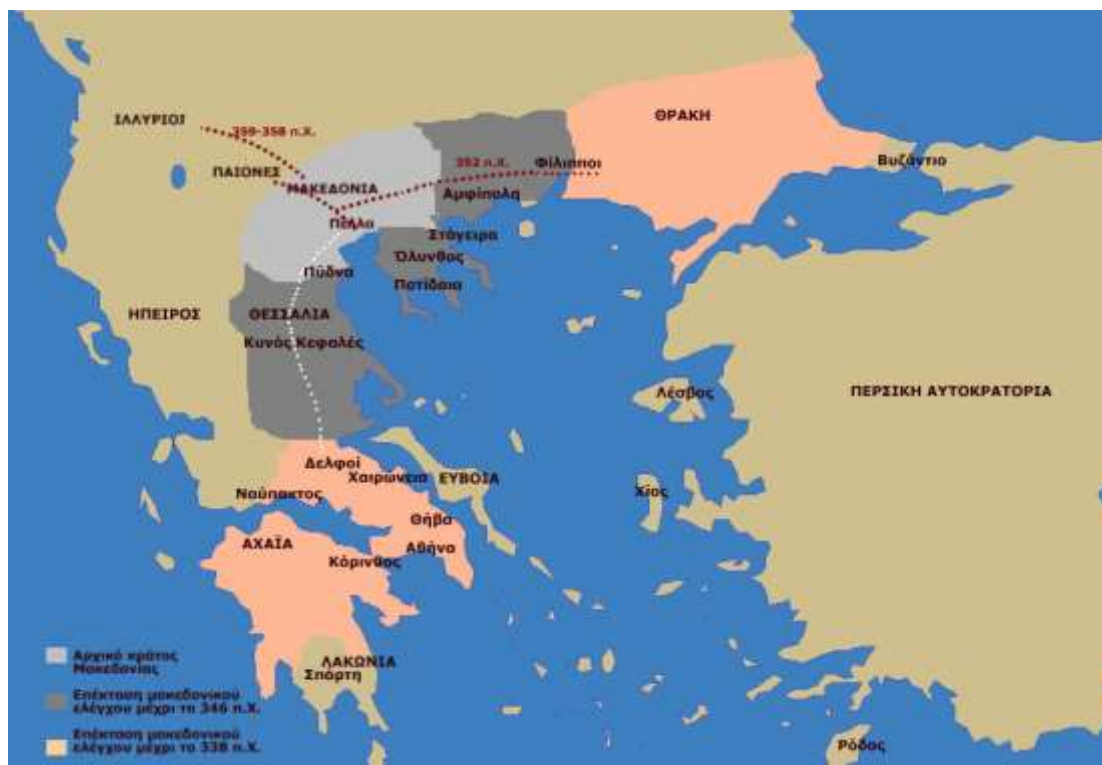 ΘΡΑΚΗ
ΙΛΛΥΡΙΟΙ
359-358 π.Χ.
ΠΑΙΟΝΕΣ
352 π.Χ.
Φίλιπποι
Βυζάντιο
ΜΑΚΕΔΟΝΙΑ
Αμφίπολη
Πέλλα
Στάγειρα
Όλυνθος
Πύδνα
Ποτίδαια
ΗΠΕΙΡΟΣ
ΘΕΣΣΑΛΙΑ
Κυνός Κεφαλές
Λέσβος
ΠΕΡΣΙΚΗ ΑΥΤΟΚΡΑΤΟΡΙΑ
Δελφοί
Χαιρώνεια
ΕΥΒΟΙΑ
Ναύπακτος
Χίος
Θήβα
ΑΧΑΪΑ
Αθήνα
Κόρινθος
ΛΑΚΩΝΙΑ
Σπάρτη
Αρχικό κράτος
Μακεδονίας
Επέκταση μακεδονικού
ελέγχου μέχρι το 346 π.Χ.
Επέκταση μακεδονικού
ελέγχου μέχρι το 338 π.Χ.
Ρόδος